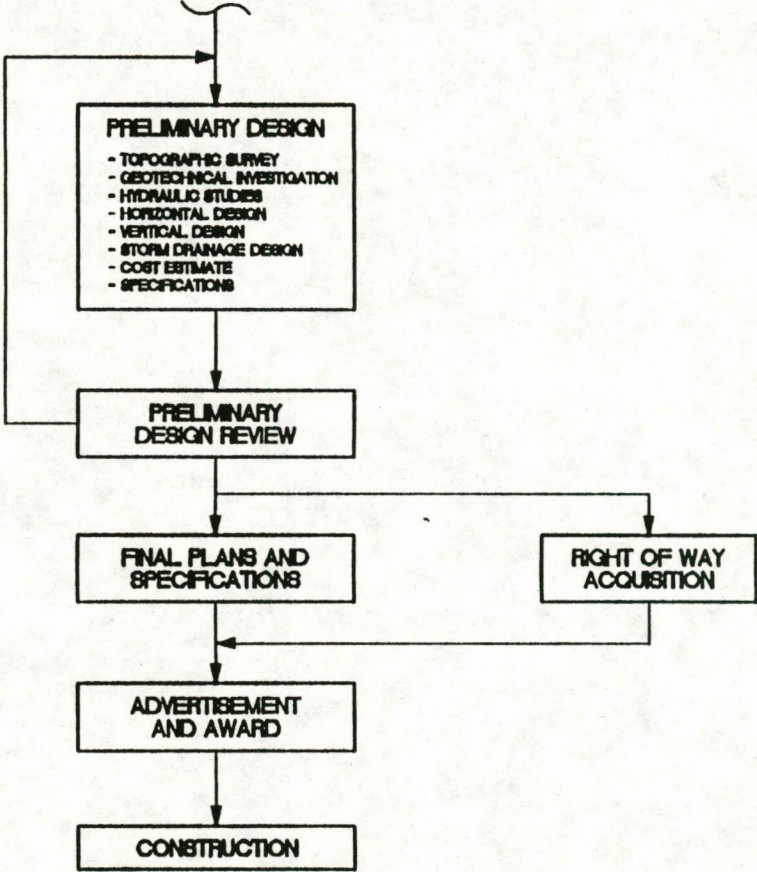 PRELIMINARY DESIGN
- TOPOGRAPHIC SURVEY
- GEOTECHNICAL INVESTIGATION
- HYDRAULIC STUDIES
- HORIZONTAL DESIGN
- VERTICAL DESIGN
- STORM DRAINAGE DESIGN
- COST ESTIMATE
- SPECIFICATIONS
PRELIMINARY
DESIGN REVIEW
FINAL PLANS AND
SPECIFICATIONS
RIGHT OF WAY
ACQUISITION
ADVERTISEMENT
AND AWARD
CONSTRUCTION